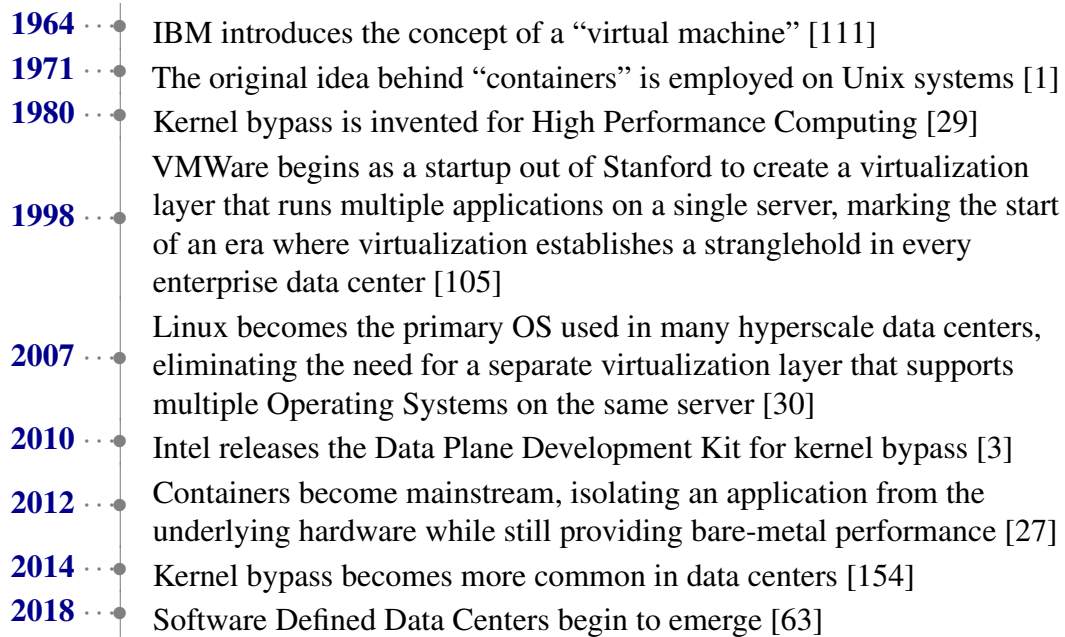 1964 IBM introduces the concept of a “virtual machine” [111]
1971 The original idea behind “containers” is employed on Unix systems [1]
1980 Kernel bypass is invented for High Performance Computing [29]
VMWare begins as a startup out of Stanford to create a virtualization
1998 layer that runs multiple applications on a single server, marking the start
of an era where virtualization establishes a stranglehold in every
enterprise data center [105]
Linux becomes the primary OS used in many hyperscale data centers,
2007 eliminating the need for a separate virtualization layer that supports
multiple Operating Systems on the same server [30]
2010 Intel releases the Data Plane Development Kit for kernel bypass [3]
2012 Containers become mainstream, isolating an application from the
underlying hardware while still providing bare-metal performance [27]
2014 Kernel bypass becomes more common in data centers [154]
2018 Software Defined Data Centers begin to emerge [63]